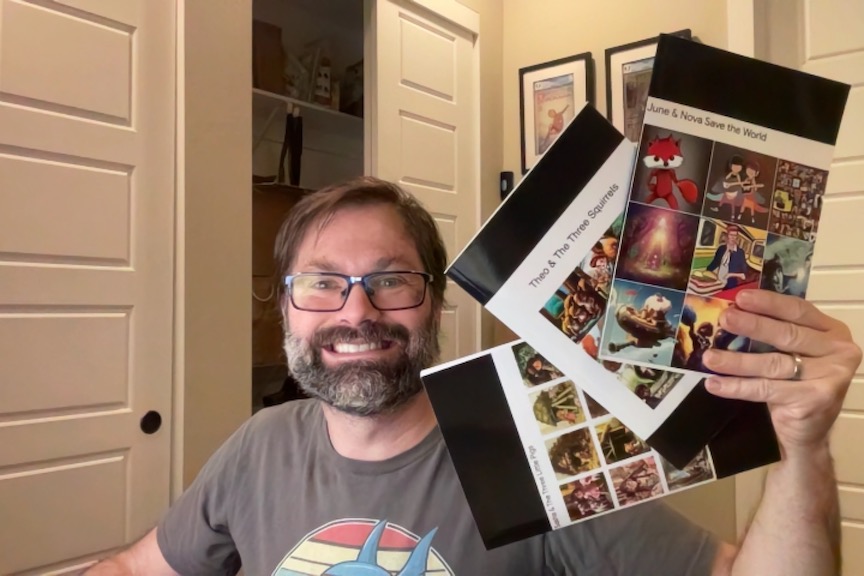 June & Nova Save the World
Theo & The Three Squirrels
& The Three Little Pigs